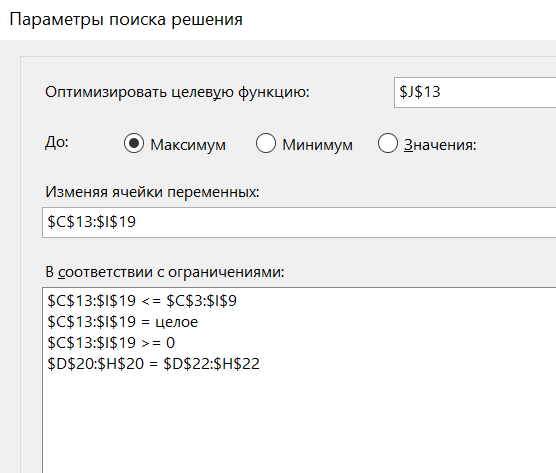 Параметры поиска решения
Оптимизировать целевую функцию: $J$13
До: Максимум Минимум Значения:
Изменяя ячейки переменных:
$C$13:$I$19
В соответствии с ограничениями:
$C$13:$I$19 <= $C$3:$I$9
$C$13:$I$19 = целое
$C$13:$I$19 >= 0
$D$20:$H$20 = $D$22:$H$22